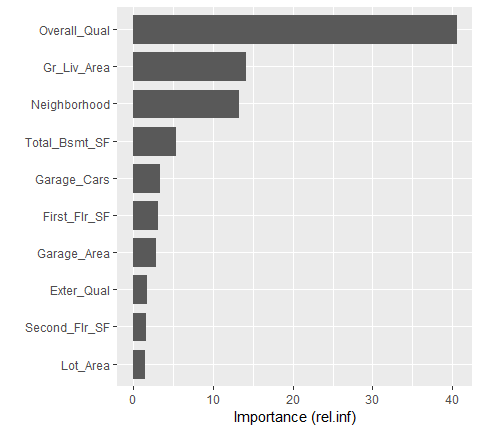 Overall_Qual
Gr_Liv_Area
Neighborhood
Total_Bsmt_SF
Garage_Cars
First_Flr_SF
Garage_Area
Exter_Qual
Second_Flr_SF
Lot_Area
0 10 20 30 40
Importance (rel.inf)